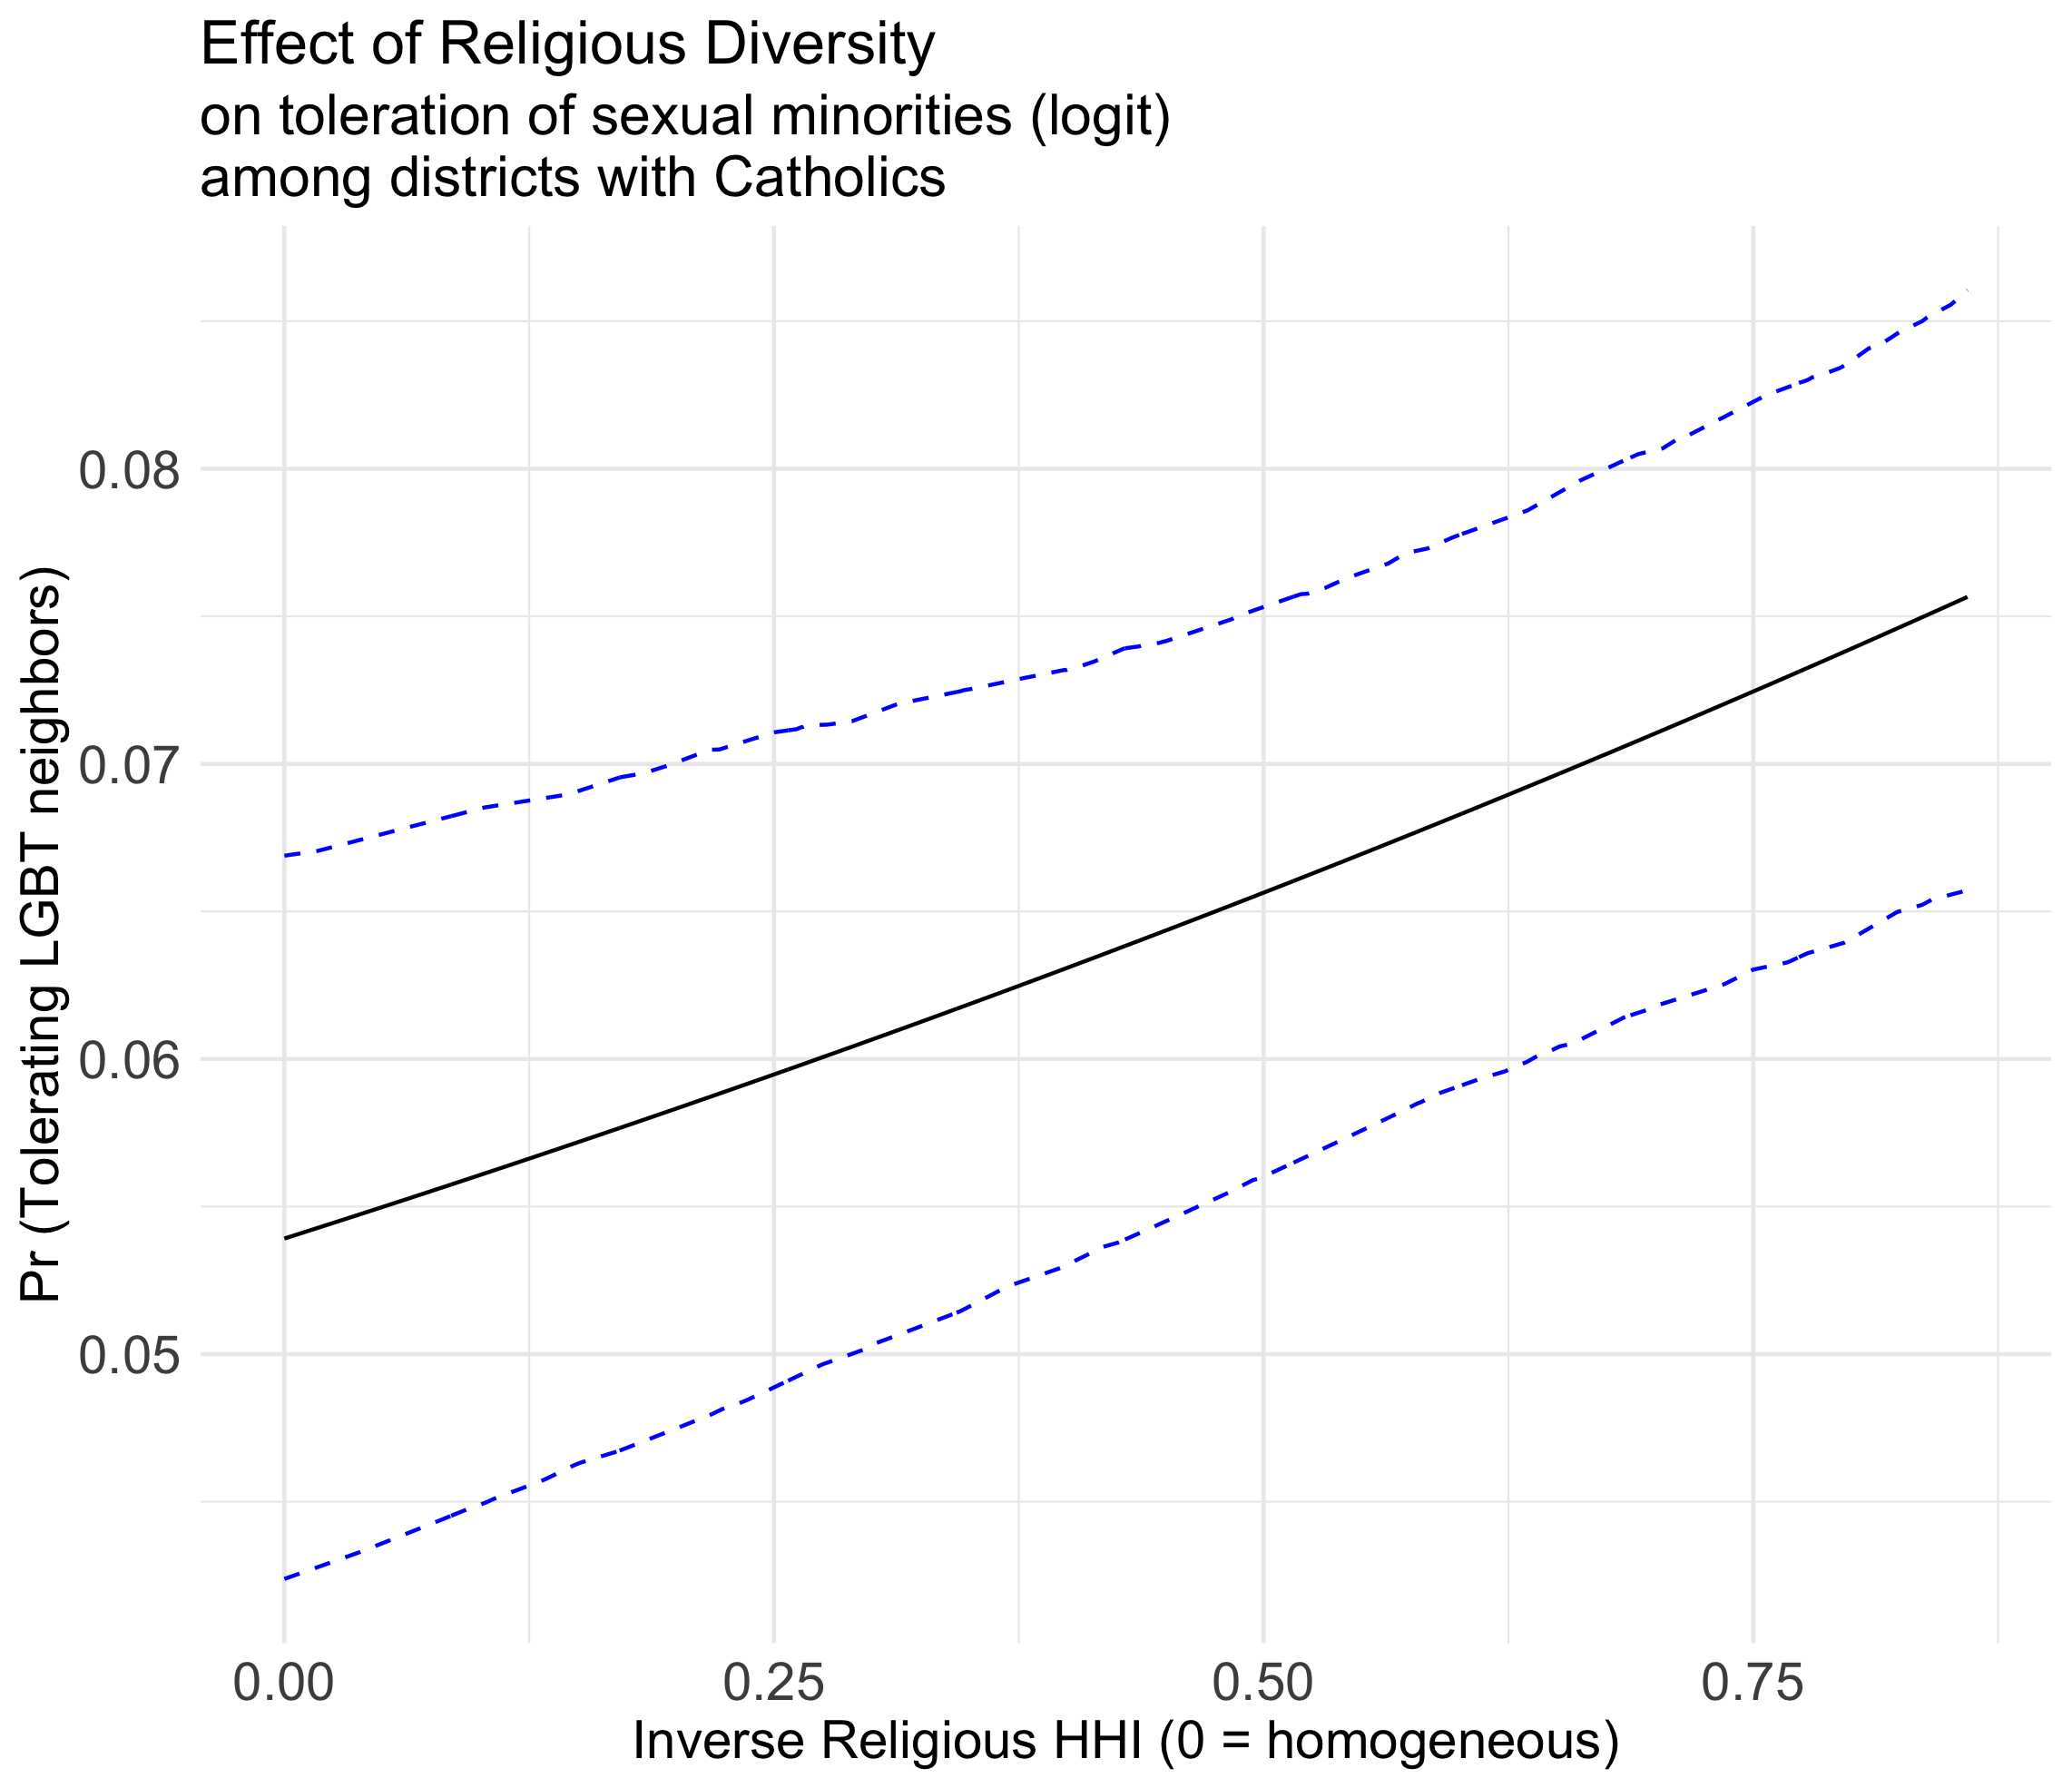 Effect of Religious Diversity
on toleration of sexual minorities (logit)
among districts with Catholics
Pr (Tolerating LGBT neighbors)
0.08
0.07
0.06
0.05
0.00
0.25
0.50
0.75
Inverse Religious HHI (0 = homogeneous)